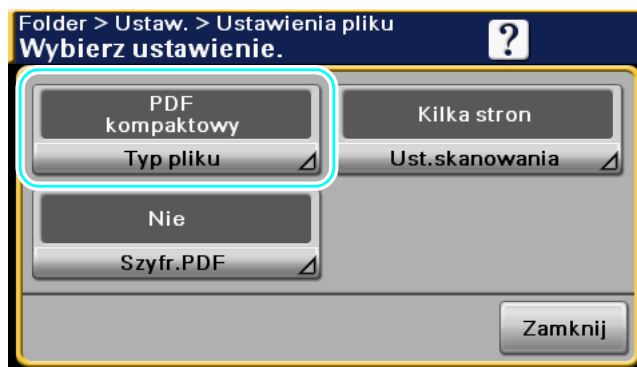 Folder > Ustaw. > Ustawienia pliku
Wybierz ustawienie.
?
PDF
kompaktowy
Typ pliku
Kilka stron
Ust.skanowania
Nie
Szyfr.PDF
Zamknij